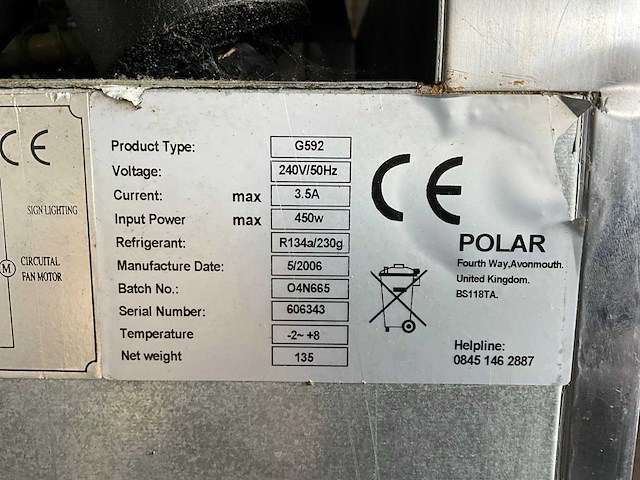 CE
SIGN LIGHTING
M
CIRCUITAL
FAN MOTOR
Product Type: G592
Voltage: 240V/50Hz
Current: max 3.5A
Input Power max 450w
Refrigerant: R134a/230g
Manufacture Date: 5/2006
Batch No.: O4N665
Serial Number: 606343
Temperature -2~ +8
Net weight 135
CE
POLAR
Fourth Way,Avonmouth.
United Kingdom.
BS118TA.
Helpline:
0845 146 2887